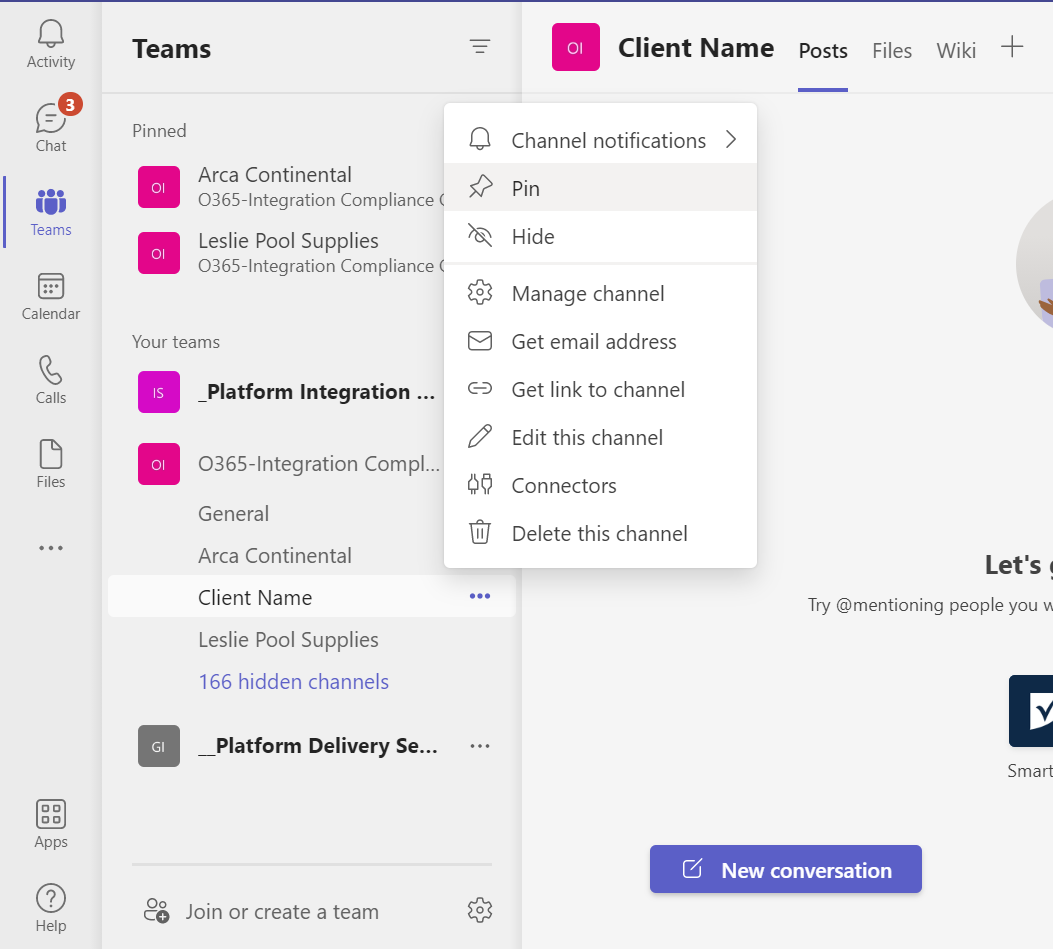 Activity
3
Chat
Teams
Calendar
Calls
Files
Apps
Help
Teams
Pinned
OI
Arca Continental
O365-Integration Compliance
OI
Leslie Pool Supplies
O365-Integration Compliance
Your teams
IS
_Platform Integration ...
OI
O365-Integration Compl...
General
Arca Continental
Client Name
Leslie Pool Supplies
166 hidden channels
GI
__Platform Delivery Se...
Join or create a team
Channel notifications
Pin
Hide
Manage channel
Get email address
Get link to channel
Edit this channel
Connectors
Delete this channel
OI
Client Name
Posts
Files
Wiki
Let's
Try @mentioning people you
Smart
New conversation